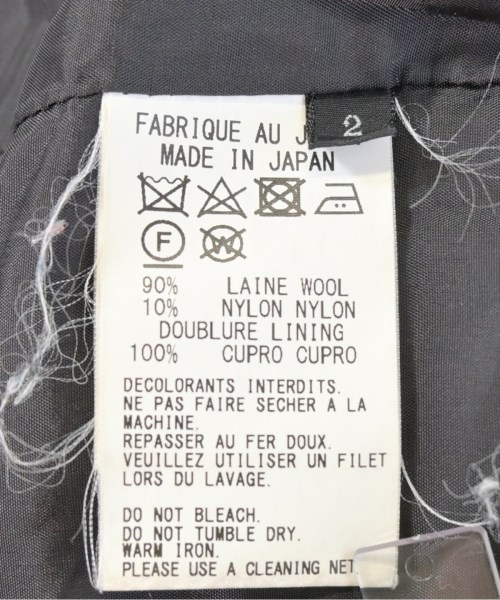 FABRIQUE AU J
2
MADE IN JAPAN
F
W
90% LAINE WOOL
10% NYLON NYLON
DOUBLURE LINING
100% CUPRO CUPRO
DECOLORANTS INTERDITS.
NE PAS FAIRE SECHER A LA
MACHINE.
REPASSER AU FER DOUX.
VEUILLEZ UTILISER UN FILET
LORS DU LAVAGE.
DO NOT BLEACH.
DO NOT TUMBLE DRY.
WARM IRON.
PLEASE USE A CLEANING NET